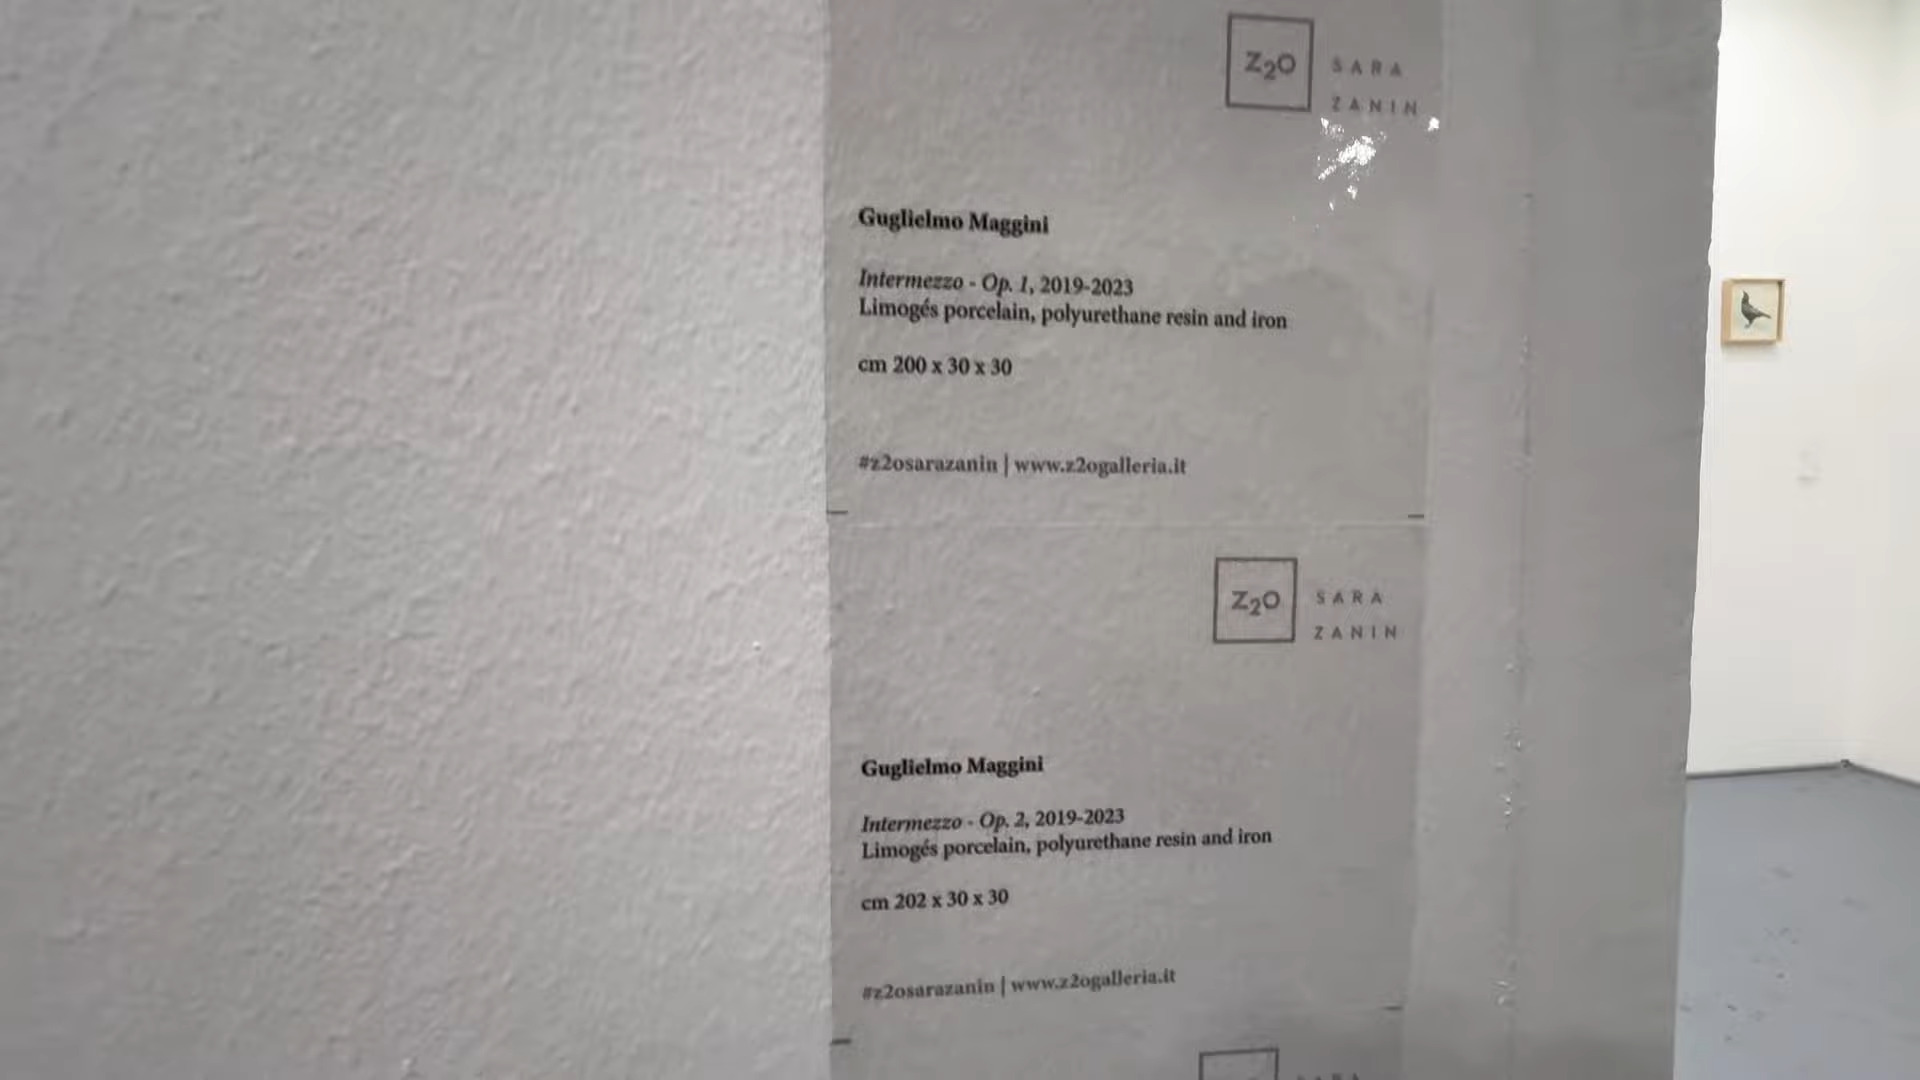 Z2O SARA
ZANIN
Guglielmo Maggini
Intermezzo - Op. 1, 2019-2023
Limogés porcelain, polyurethane resin and iron
cm 200 x 30 x 30
#z2osarazanin | www.z2ogalleria.it
Z2O SARA
ZANIN
Guglielmo Maggini
Intermezzo - Op. 2, 2019-2023
Limogés porcelain, polyurethane resin and iron
cm 202 x 30 x 30
#z2osarazanin | www.z2ogalleria.it